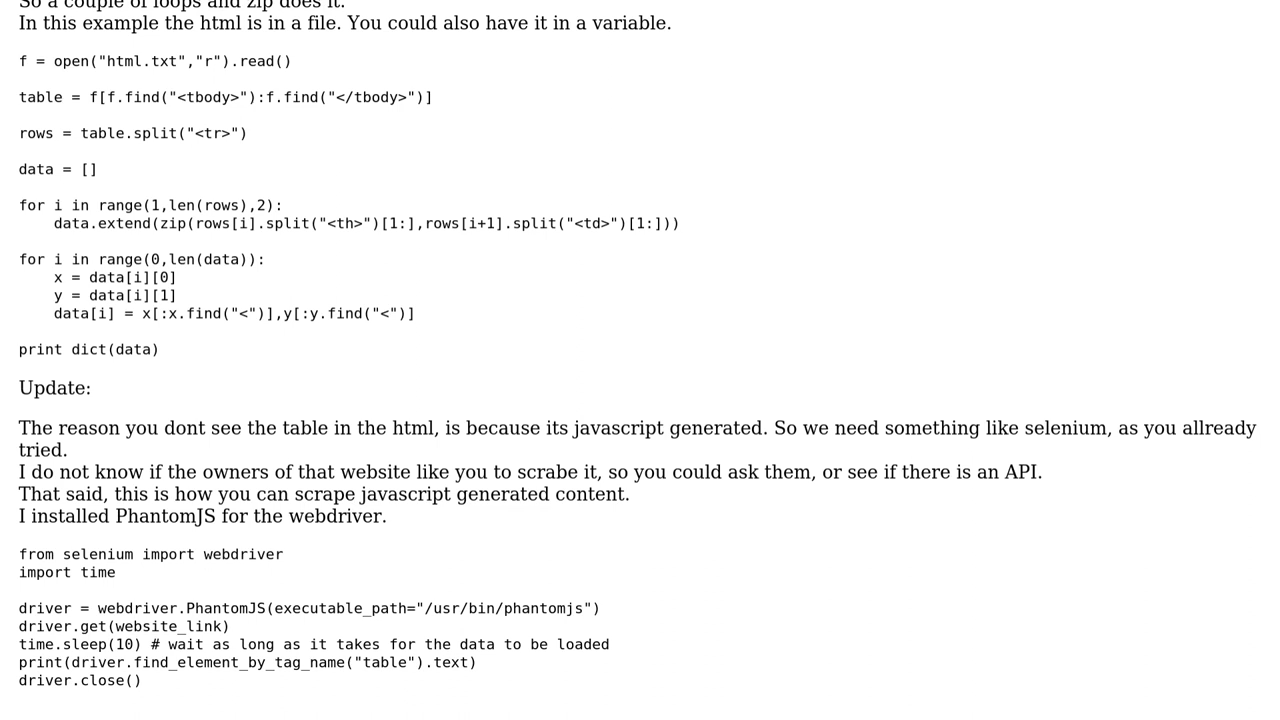 So a couple of loops and zip does it.
In this example the html is in a file. You could also have it in a variable.
f = open("html.txt","r").read()
table = f[f.find("<tbody>"):f.find("</tbody>")]
rows = table.split("<tr>")
data = []
for i in range(1,len(rows),2):
    data.extend(zip(rows[i].split("<th>")[1:],rows[i+1].split("<td>")[1:]))
for i in range(0,len(data)):
    x = data[i][0]
    y = data[i][1]
    data[i] = x[:x.find("<")],y[:y.find("<")]
print dict(data)
Update:
The reason you dont see the table in the html, is because its javascript generated. So we need something like selenium, as you allready
tried.
I do not know if the owners of that website like you to scrabe it, so you could ask them, or see if there is an API.
That said, this is how you can scrape javascript generated content.
I installed PhantomJS for the webdriver.
from selenium import webdriver
import time
driver = webdriver.PhantomJS(executable_path="/usr/bin/phantomjs")
driver.get(website_link)
time.sleep(10) # wait as long as it takes for the data to be loaded
print(driver.find_element_by_tag_name("table").text)
driver.close()